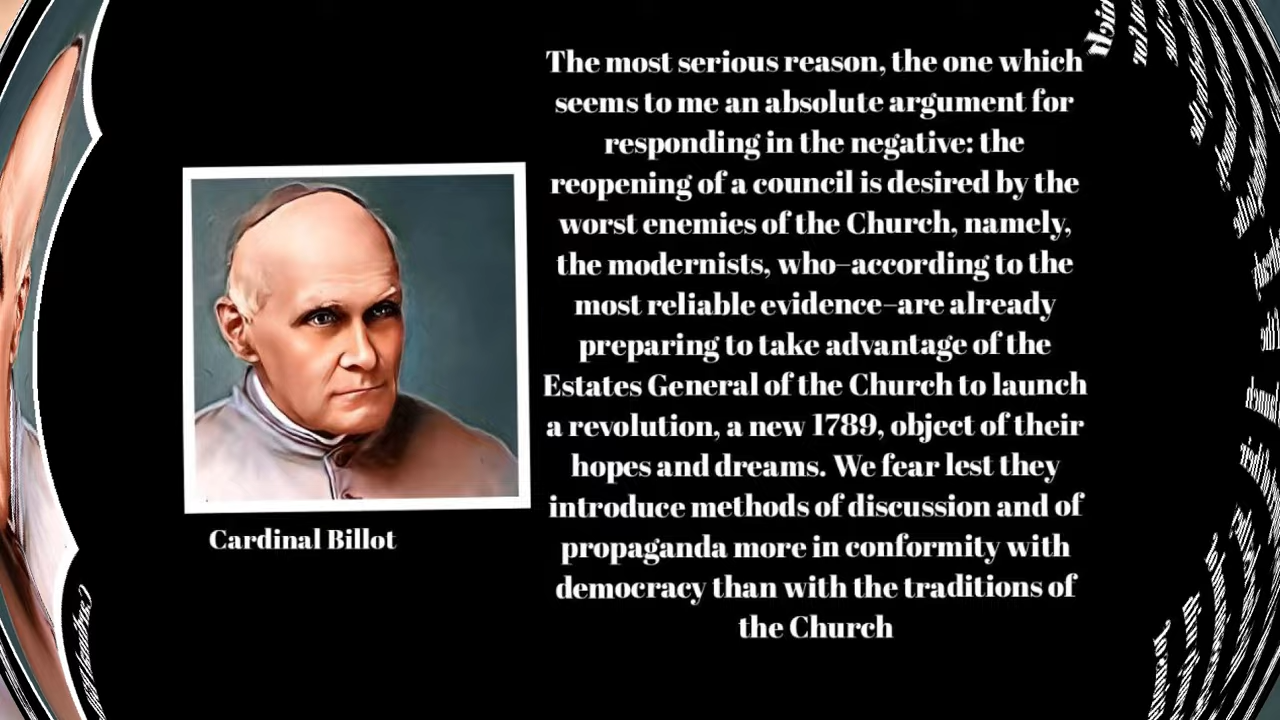 The most serious reason, the one which
seems to me an absolute argument for
responding in the negative: the
reopening of a council is desired by the
worst enemies of the Church, namely,
the modernists, who–according to the
most reliable evidence–are already
preparing to take advantage of the
Estates General of the Church to launch
a revolution, a new 1789, object of their
hopes and dreams. We fear lest they
introduce methods of discussion and of
propaganda more in conformity with
democracy than with the traditions of
the Church
Cardinal Billot